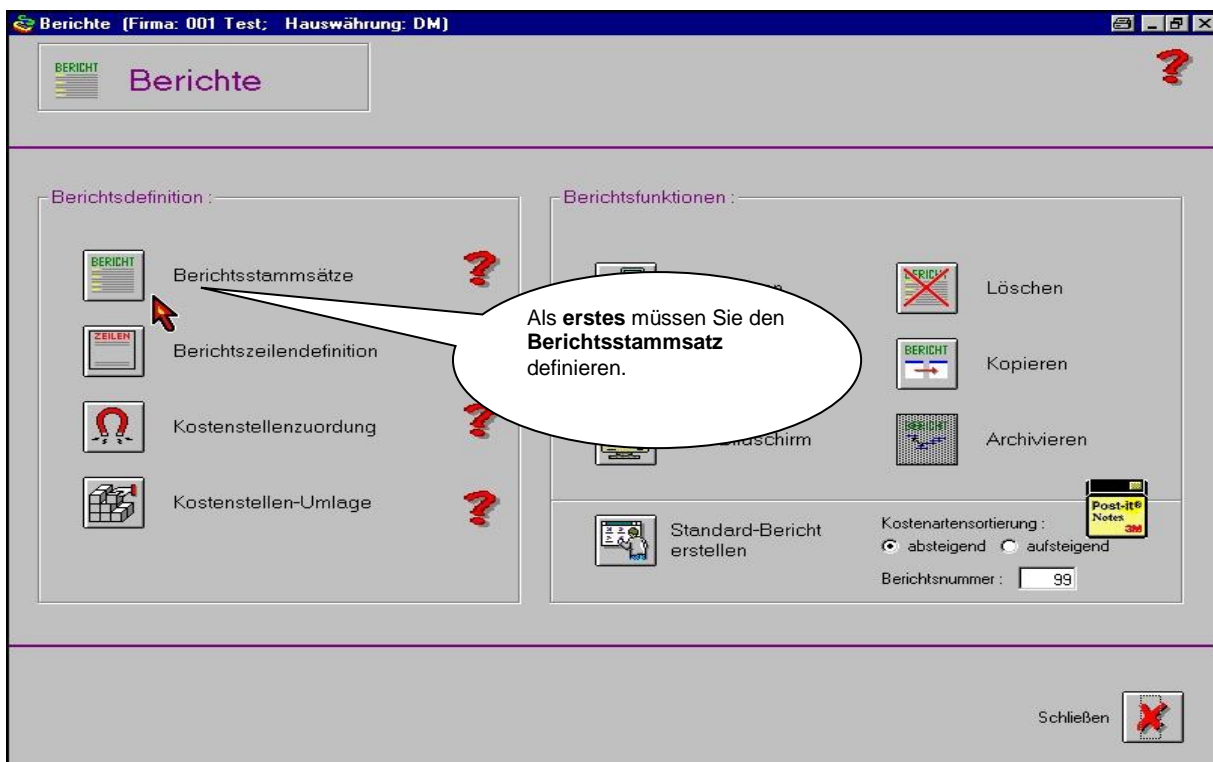 Berichte (Firma: 001 Test; Hauswährung: DM)
BERICHT
Berichte
Berichtsdefinition :
BERICHT
Berichtsstammsätze
ZEILEN
Berichtszeilendefinition
Kostenstellenzuordung
Kostenstellen-Umlage
Als erstes müssen Sie den
Berichtsstammsatz
definieren.
Berichtsfunktionen :
BERICHT
Löschen
BERICHT
Kopieren
Archivieren
Standard-Bericht
erstellen
Kostenartensortierung :
absteigend
aufsteigend
Berichtsnummer :
99
Post-it®
Notes
3M
Schließen